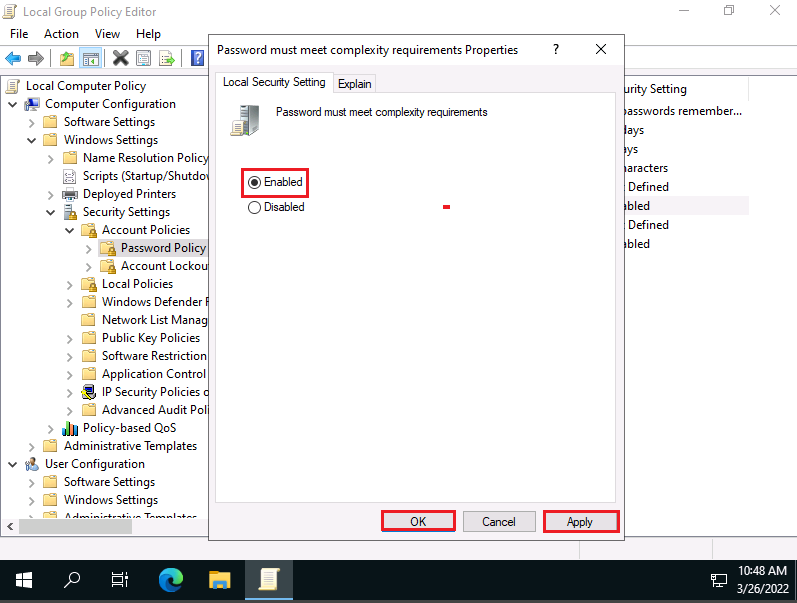 Local Group Policy Editor
File Action View Help
Password must meet complexity requirements Properties
?
Local Security Setting Explain
Password must meet complexity requirements
Enabled
Disabled
OK Cancel Apply
Local Computer Policy
Computer Configuration
Software Settings
Windows Settings
Name Resolution Policy
Scripts (Startup/Shutdo
Deployed Printers
Security Settings
Account Policies
Password Policy
Account Lockou
Local Policies
Windows Defender F
Network List Manag
Public Key Policies
Software Restriction
Application Control
IP Security Policies o
Advanced Audit Poli
Policy-based QoS
Administrative Templates
User Configuration
Software Settings
Windows Settings
Administrative Templates
urity Setting
passwords remember...
days
ays
haracters
t Defined
abled
t Defined
abled
10:48 AM
3/26/2022